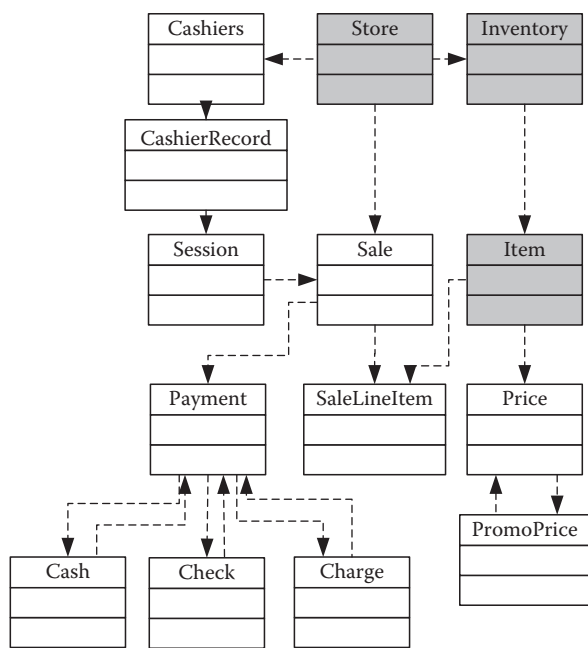 Cashiers
Store
Inventory
CashierRecord
Session
Sale
Item
Payment
SaleLineItem
Price
PromoPrice
Cash
Check
Charge